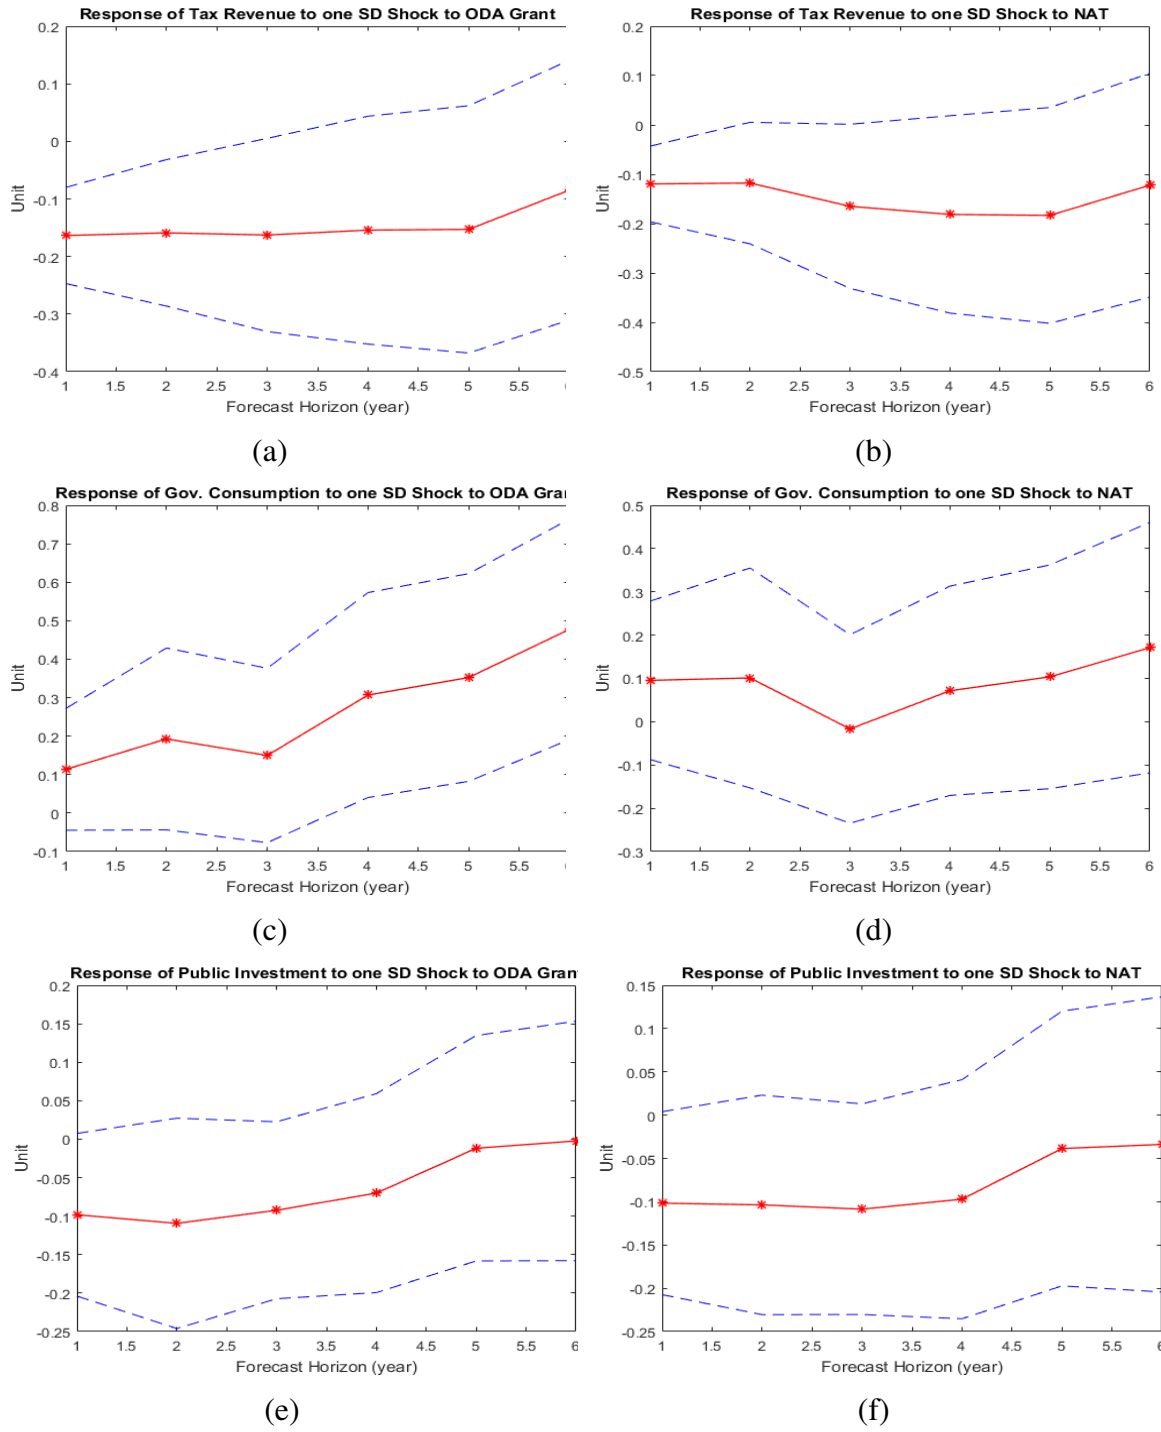 Response of Tax Revenue to one SD Shock to ODA Grant
0.2
0.1
0
-0.1
-0.2
-0.3
-0.4
Unit
1 1.5 2 2.5 3 3.5 4 4.5 5 5.5 6
Forecast Horizon (year)
(a)
Response of Tax Revenue to one SD Shock to NAT
0.2
0.1
0
-0.1
-0.2
-0.3
-0.4
-0.5
Unit
1 1.5 2 2.5 3 3.5 4 4.5 5 5.5 6
Forecast Horizon (year)
(b)
Response of Gov. Consumption to one SD Shock to ODA Gran
0.8
0.7
0.6
0.5
0.4
0.3
0.2
0.1
0
-0.1
Unit
1 1.5 2 2.5 3 3.5 4 4.5 5 5.5 6
Forecast Horizon (year)
(c)
Response of Gov. Consumption to one SD Shock to NAT
0.5
0.4
0.3
0.2
0.1
0
-0.1
-0.2
-0.3
Unit
1 1.5 2 2.5 3 3.5 4 4.5 5 5.5 6
Forecast Horizon (year)
(d)
Response of Public Investment to one SD Shock to ODA Grant
0.2
0.15
0.1
0.05
0
-0.05
-0.1
-0.15
-0.2
-0.25
Unit
1 1.5 2 2.5 3 3.5 4 4.5 5 5.5 6
Forecast Horizon (year)
(e)
Response of Public Investment to one SD Shock to NAT
0.15
0.1
0.05
0
-0.05
-0.1
-0.15
-0.2
-0.25
Unit
1 1.5 2 2.5 3 3.5 4 4.5 5 5.5 6
Forecast Horizon (year)
(f)